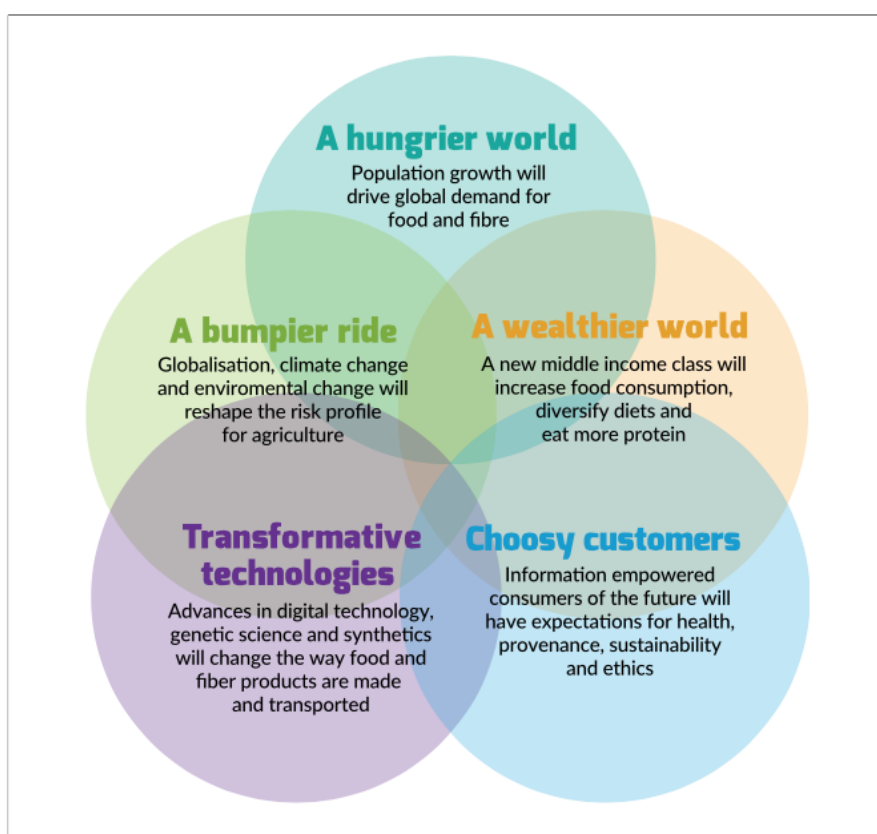 A hungrier world
Population growth will
drive global demand for
food and fibre
A bumpier ride
Globalisation, climate change
and enviromental change will
reshape the risk profile
for agriculture
A wealthier world
A new middle income class will
increase food consumption,
diversify diets and
eat more protein
Transformative
technologies
Advances in digital technology,
genetic science and synthetics
will change the way food and
fiber products are made
and transported
Choosy customers
Information empowered
consumers of the future will
have expectations for health,
provenance, sustainability
and ethics